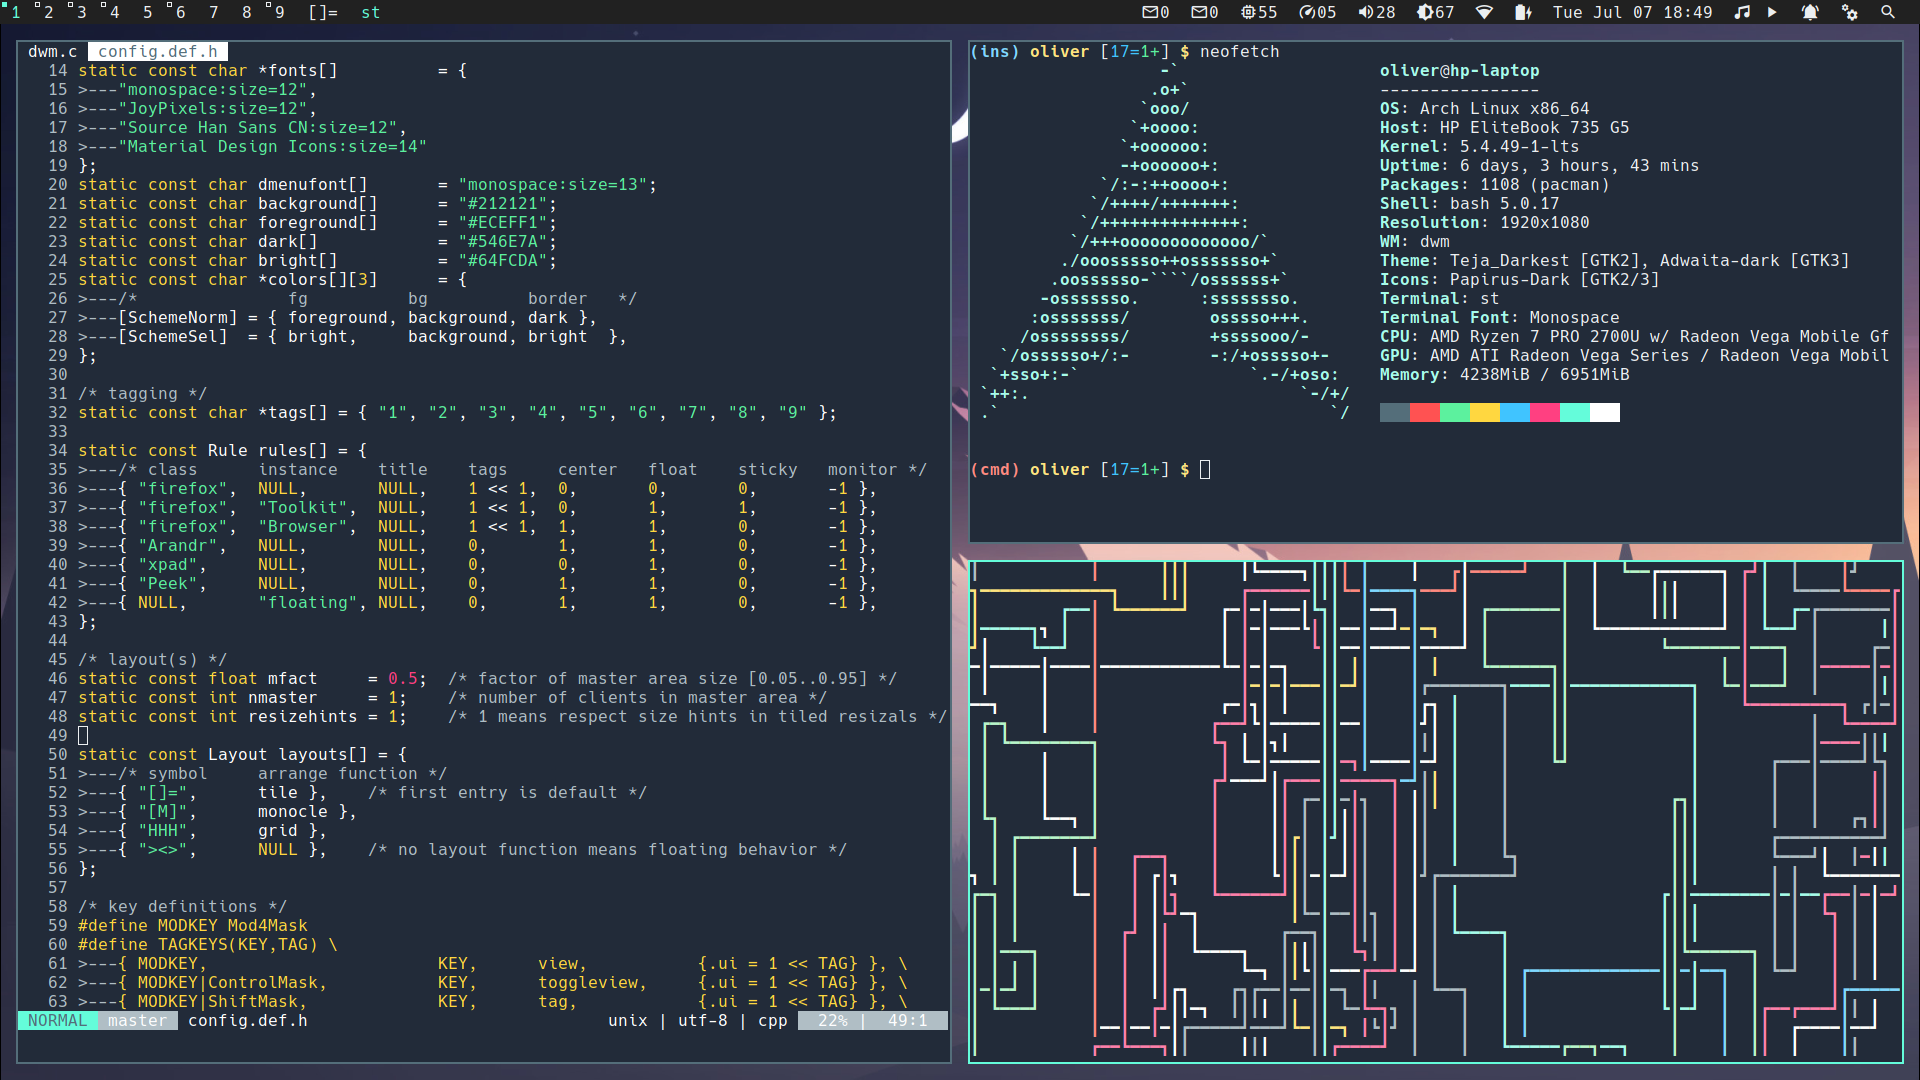 1 2 3 4 5 6 7 8 9 []= st 0 0 55 05 28 67 Tue Jul 07 18:49
dwm.c config.def.h
14 static const char *fonts[] = {
15 >---"monospace:size=12",
16 >---"JoyPixels:size=12",
17 >---"Source Han Sans CN:size=12",
18 >---"Material Design Icons:size=14"
19 };
20 static const char dmenufont[] = "monospace:size=13";
21 static const char background[] = "#212121";
22 static const char foreground[] = "#ECEFF1";
23 static const char dark[] = "#546E7A";
24 static const char bright[] = "#64FCDA";
25 static const char *colors[][3] = {
26 >---/* fg bg border */
27 >---[SchemeNorm] = { foreground, background, dark },
28 >---[SchemeSel] = { bright, background, bright },
29 };
30
31 /* tagging */
32 static const char *tags[] = { "1", "2", "3", "4", "5", "6", "7", "8", "9" };
33
34 static const Rule rules[] = {
35 >---/* class instance title tags center float sticky monitor */
36 >---{ "firefox", NULL, NULL, 1 << 1, 0, 0, 0, -1 },
37 >---{ "firefox", "Toolkit", NULL, 1 << 1, 0, 1, 1, -1 },
38 >---{ "firefox", "Browser", NULL, 1 << 1, 1, 1, 0, -1 },
39 >---{ "Arandr", NULL, NULL, 0, 1, 1, 0, -1 },
40 >---{ "xpad", NULL, NULL, 0, 0, 1, 0, -1 },
41 >---{ "Peek", NULL, NULL, 0, 1, 1, 0, -1 },
42 >---{ NULL, "floating", NULL, 0, 1, 1, 0, -1 },
43 };
44
45 /* layout(s) */
46 static const float mfact = 0.5; /* factor of master area size [0.05..0.95] */
47 static const int nmaster = 1; /* number of clients in master area */
48 static const int resizehints = 1; /* 1 means respect size hints in tiled resizals */
49
50 static const Layout layouts[] = {
51 >---/* symbol arrange function */
52 >---{ "[]=", tile }, /* first entry is default */
53 >---{ "[M]", monocle },
54 >---{ "HHH", grid },
55 >---{ "><>", NULL }, /* no layout function means floating behavior */
56 };
57
58 /* key definitions */
59 #define MODKEY Mod4Mask
60 #define TAGKEYS(KEY,TAG) \
61 >---{ MODKEY, KEY, view, {.ui = 1 << TAG} }, \
62 >---{ MODKEY|ControlMask, KEY, toggleview, {.ui = 1 << TAG} }, \
63 >---{ MODKEY|ShiftMask, KEY, tag, {.ui = 1 << TAG} }, \
NORMAL master config.def.h unix | utf-8 | cpp 22% | 49:1
(ins) oliver [17=1+] $ neofetch
-`
.o+`
`ooo/
`+oooo:
`+oooooo:
-+oooooo+:
`/:-:++oooo+:
`/++++/+++++++:
`/++++++++++++++:
`/+++ooooooooooooo/`
./ooosssso++osssssso+`
.oossssso-````/ossssss+`
-osssssso. :ssssssso.
:osssssss/ osssso+++.
/ossssssss/ +ssssooo/-
`/ossssso+/:- -:/+osssso+-
`+sso+:-` `.-/+oso:
`++:. `-/+/
.` `/
oliver@hp-laptop
----------------
OS: Arch Linux x86_64
Host: HP EliteBook 735 G5
Kernel: 5.4.49-1-lts
Uptime: 6 days, 3 hours, 43 mins
Packages: 1108 (pacman)
Shell: bash 5.0.17
Resolution: 1920x1080
WM: dwm
Theme: Teja_Darkest [GTK2], Adwaita-dark [GTK3]
Icons: Papirus-Dark [GTK2/3]
Terminal: st
Terminal Font: Monospace
CPU: AMD Ryzen 7 PRO 2700U w/ Radeon Vega Mobile Gf
GPU: AMD ATI Radeon Vega Series / Radeon Vega Mobil
Memory: 4238MiB / 6951MiB
(cmd) oliver [17=1+] $